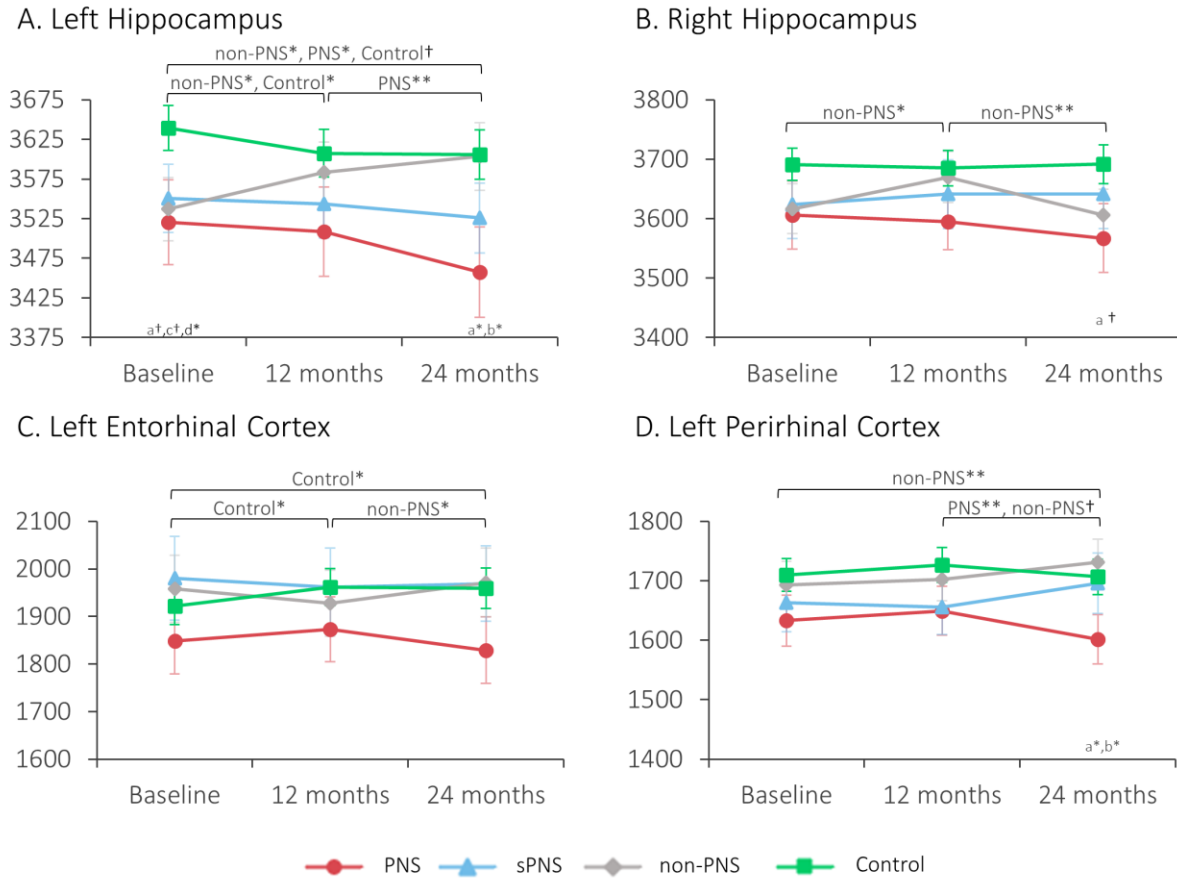 A. Left Hippocampus
non-PNS*, PNS*, Control†
non-PNS*, Control*
PNS**
3675
3625
3575
3525
3475
3425
3375
a†,c†,d*
a*,b*
Baseline
12 months
24 months
B. Right Hippocampus
non-PNS*
non-PNS**
3800
3700
3600
3500
3400
a †
Baseline
12 months
24 months
C. Left Entorhinal Cortex
Control*
Control*
non-PNS*
2100
2000
1900
1800
1700
1600
Baseline
12 months
24 months
D. Left Perirhinal Cortex
non-PNS**
PNS**, non-PNS†
1800
1700
1600
1500
1400
a*,b*
Baseline
12 months
24 months
PNS
sPNS
non-PNS
Control